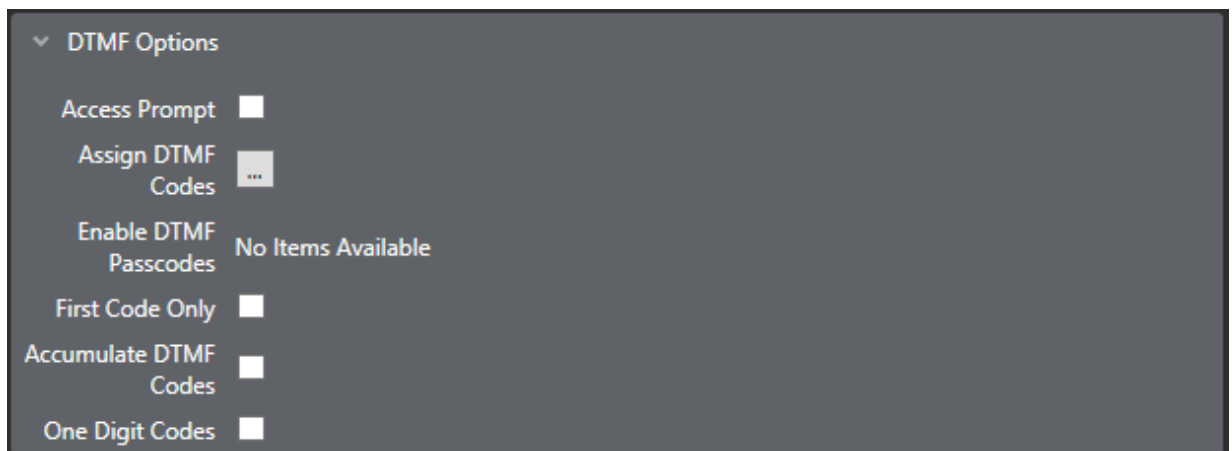 DTMF Options
Access Prompt
Assign DTMF
Codes
...
Enable DTMF
Passcodes
No Items Available
First Code Only
Accumulate DTMF
Codes
One Digit Codes